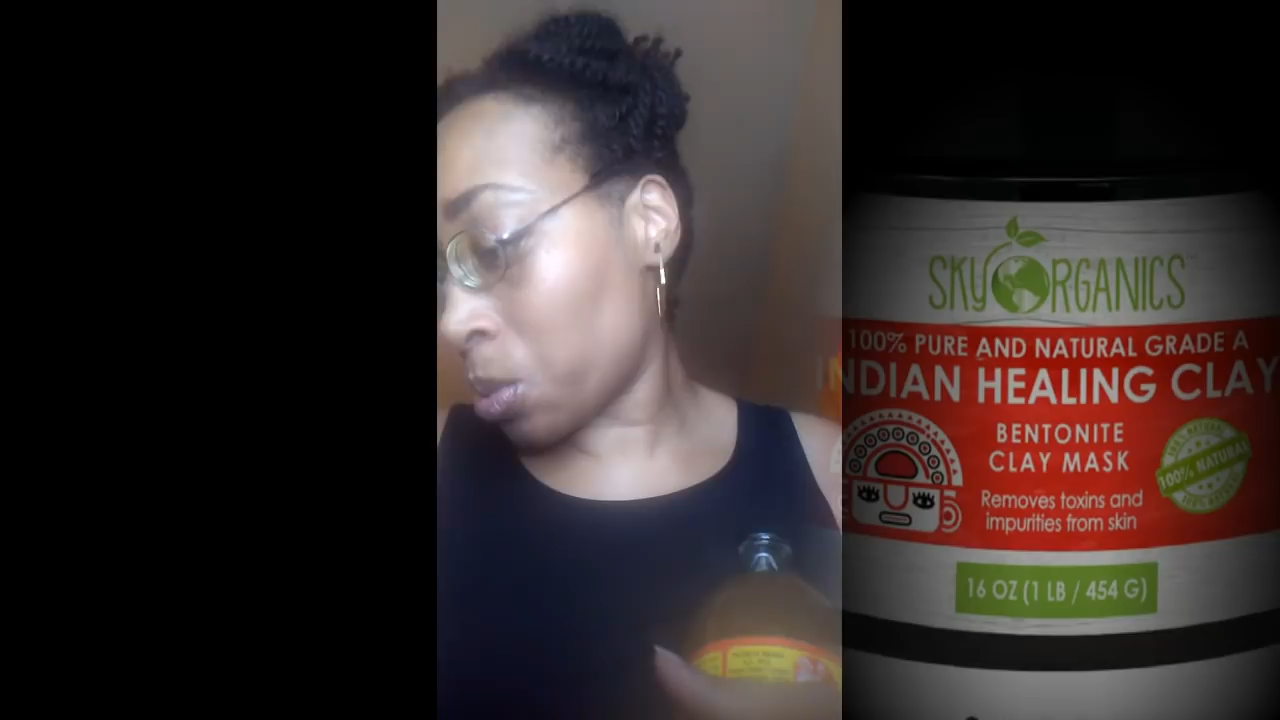 SKY ORGANICS
100% PURE AND NATURAL GRADE A
INDIAN HEALING CLAY
BENTONITE
CLAY MASK
100% NATURAL
Removes toxins and
impurities from skin
16 OZ (1 LB / 454 G)